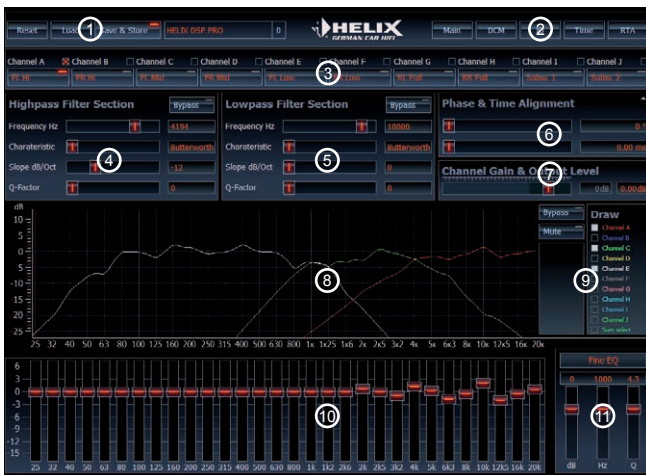 Reset Load Save & Store HELIX DSP PRO 0 HELIX Main DCM Time RTA
GERMAN CAR HIFI
1 2
Channel A Channel B Channel C Channel D Channel E Channel F Channel G Channel H Channel I Channel J
FL Hi FR Hi FL Mid FR Mid FL Low Low RL Full RR Full Subw. 1 Subw. 2
3
Highpass Filter Section Bypass
Frequency Hz 4194
Charateristic Butterworth
Slope dB/Oct -12
Q-Factor 0
4
Lowpass Filter Section Bypass
Frequency Hz 10000
Charateristic Butterworth
Slope dB/Oct 0
Q-Factor 0
5
Phase & Time Alignment
0 °
0.00 ms
6
Channel Gain & Output Level
7
0dB 0.00dB
dB
10
5
0
-5
-10
-15
20
25
25 32 40 50 63 80 100 125 160 200 250 315 400 500 630 800 1k 1k25 1k6 2k 2k5 3k2 4k 5k 6k3 8k 10k 12k5 16k 20k
8
Bypass
Mute
Draw
Channel A
Channel B
Channel C
Channel D
Channel E
Channel F
Channel G
Channel H
Channel I
Channel J
Sum select
9
6
3
0
-3
-6
-9
-12
-15
25 32 40 50 63 80 100 125 160 200 250 315 400 500 630 800 1k 1k2 2k6 2k 2k5 3k2 4k 5k 6k3 8k 10k 12k5 16k 20k
10
Fine EQ
0 1000 4.3
11
dB Hz Q